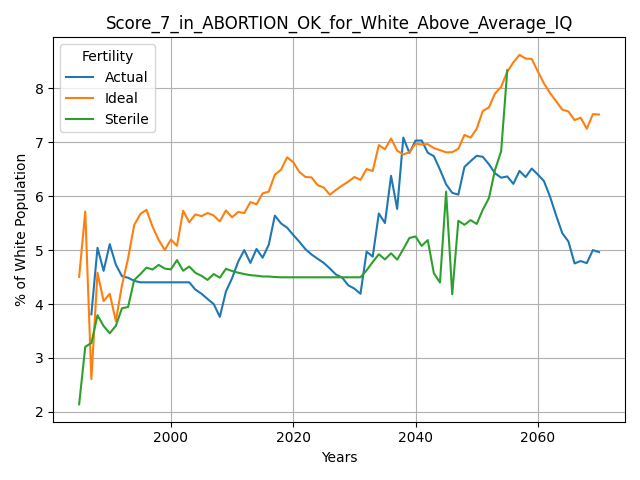 Score_7_in_ABORTION_OK_for_White_Above_Average_IQ
Fertility
Actual
Ideal
Sterile
% of White Population
8
7
6
5
4
3
2
2000 2020 2040 2060
Years